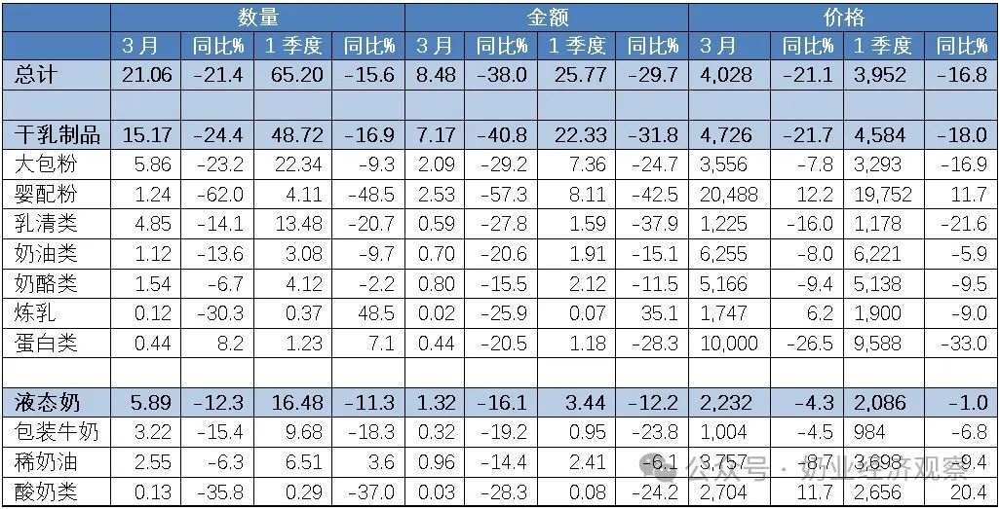 数量 金额 价格
3月 同比% 1季度 同比% 3月 同比% 1季度 同比% 3月 同比% 1季度 同比%
总计 21.06 -21.4 65.20 -15.6 8.48 -38.0 25.77 -29.7 4,028 -21.1 3,952 -16.8
干乳制品 15.17 -24.4 48.72 -16.9 7.17 -40.8 22.33 -31.8 4,726 -21.7 4,584 -18.0
大包粉 5.86 -23.2 22.34 -9.3 2.09 -29.2 7.36 -24.7 3,556 -7.8 3,293 -16.9
婴配粉 1.24 -62.0 4.11 -48.5 2.53 -57.3 8.11 -42.5 20,488 12.2 19,752 11.7
乳清类 4.85 -14.1 13.48 -20.7 0.59 -27.8 1.59 -37.9 1,225 -16.0 1,178 -21.6
奶油类 1.12 -13.6 3.08 -9.7 0.70 -20.6 1.91 -15.1 6,255 -8.0 6,221 -5.9
奶酪类 1.54 -6.7 4.12 -2.2 0.80 -15.5 2.12 -11.5 5,166 -9.4 5,138 -9.5
炼乳 0.12 -30.3 0.37 48.5 0.02 -25.9 0.07 35.1 1,747 6.2 1,900 -9.0
蛋白类 0.44 8.2 1.23 7.1 0.44 -20.5 1.18 -28.3 10,000 -26.5 9,588 -33.0
液态奶 5.89 -12.3 16.48 -11.3 1.32 -16.1 3.44 -12.2 2,232 -4.3 2,086 -1.0
包装牛奶 3.22 -15.4 9.68 -18.3 0.32 -19.2 0.95 -23.8 1,004 -4.5 984 -6.8
稀奶油 2.55 -6.3 6.51 3.6 0.96 -14.4 2.41 -6.1 3,757 -8.7 3,698 -9.4
公众号·奶业经济观察
酸奶类 0.13 -35.8 0.29 -37.0 0.03 -28.3 0.08 -24.2 2,704 11.7 2,656 20.4